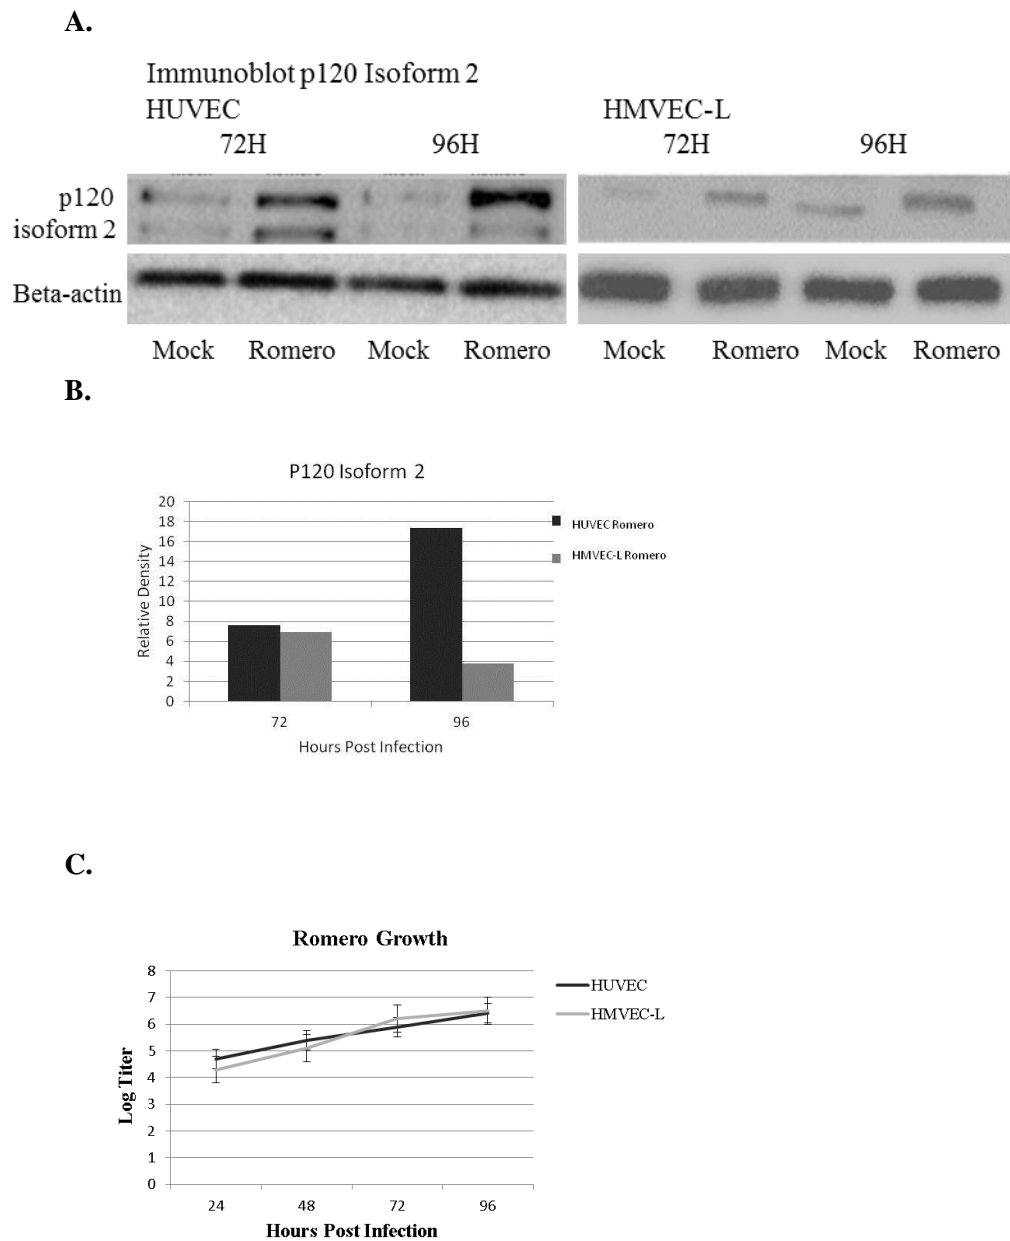 A.
Immunoblot p120 Isoform 2
HUVEC
HMVEC-L
72H
96H
72H
96H
p120
isoform 2
Beta-actin
Mock
Romero
Mock
Romero
Mock
Romero
Mock
Romero
B.
P120 Isoform 2
20
18
16
14
12
10
8
6
4
2
0
Relative Density
HUVEC Romero
HMVEC-L Romero
72
96
Hours Post Infection
C.
Romero Growth
8
7
6
5
4
3
2
1
0
Log Titer
HUVEC
HMVEC-L
24
48
72
96
Hours Post Infection